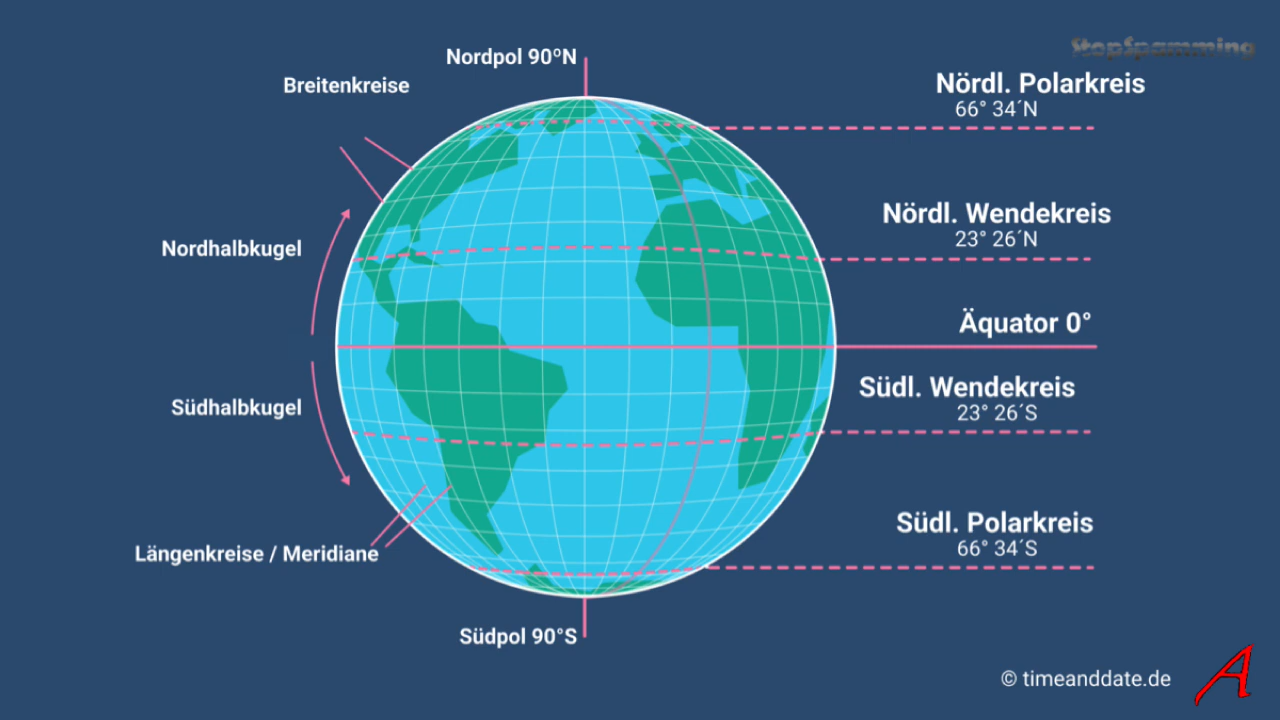 StopSpamming
Nordpol 90°N
Breitenkreise
Nördl. Polarkreis
66° 34´N
Nördl. Wendekreis
23° 26´N
Nordhalbkugel
Äquator 0°
Südl. Wendekreis
23° 26´S
Südhalbkugel
Südl. Polarkreis
66° 34´S
Längenkreise / Meridiane
Südpol 90°S
© timeanddate.de
A